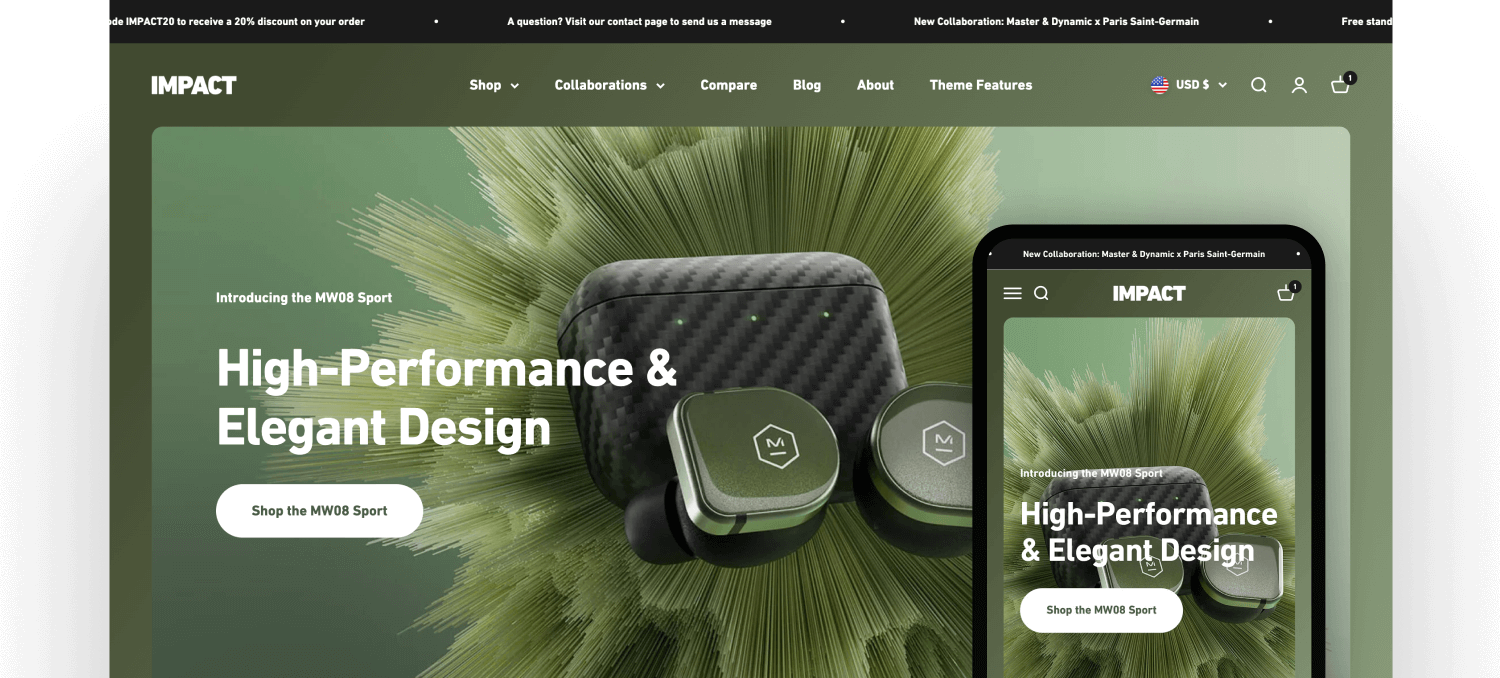 IMPACT20 to receive a 20% discount on your order • A question? Visit our contact page to send us a message • New Collaboration: Master & Dynamic x Paris Saint-Germain • Free
IMPACT Shop Collaborations Compare Blog About Theme Features USD $ 1
Introducing the MW08 Sport
High-Performance &
Elegant Design
Shop the MW08 Sport
M
M
New Collaboration: Master & Dynamic x Paris Saint-Germain •
IMPACT 1
Introducing the MW08 Sport
High-Performance
& Elegant Design
Shop the MW08 Sport
M
M